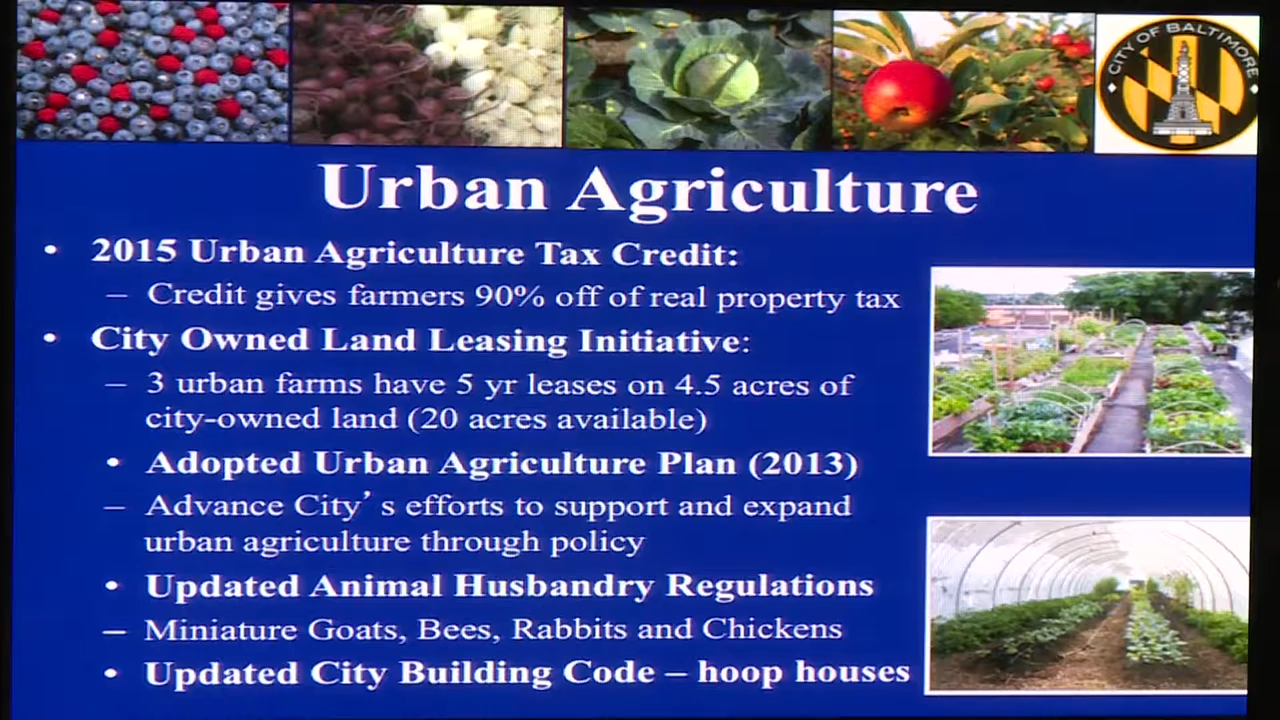 CITY OF BALTIMORE
Urban Agriculture
• 2015 Urban Agriculture Tax Credit:
– Credit gives farmers 90% off of real property tax
• City Owned Land Leasing Initiative:
– 3 urban farms have 5 yr leases on 4.5 acres of
city-owned land (20 acres available)
• Adopted Urban Agriculture Plan (2013)
– Advance City’s efforts to support and expand
urban agriculture through policy
• Updated Animal Husbandry Regulations
– Miniature Goats, Bees, Rabbits and Chickens
• Updated City Building Code – hoop houses